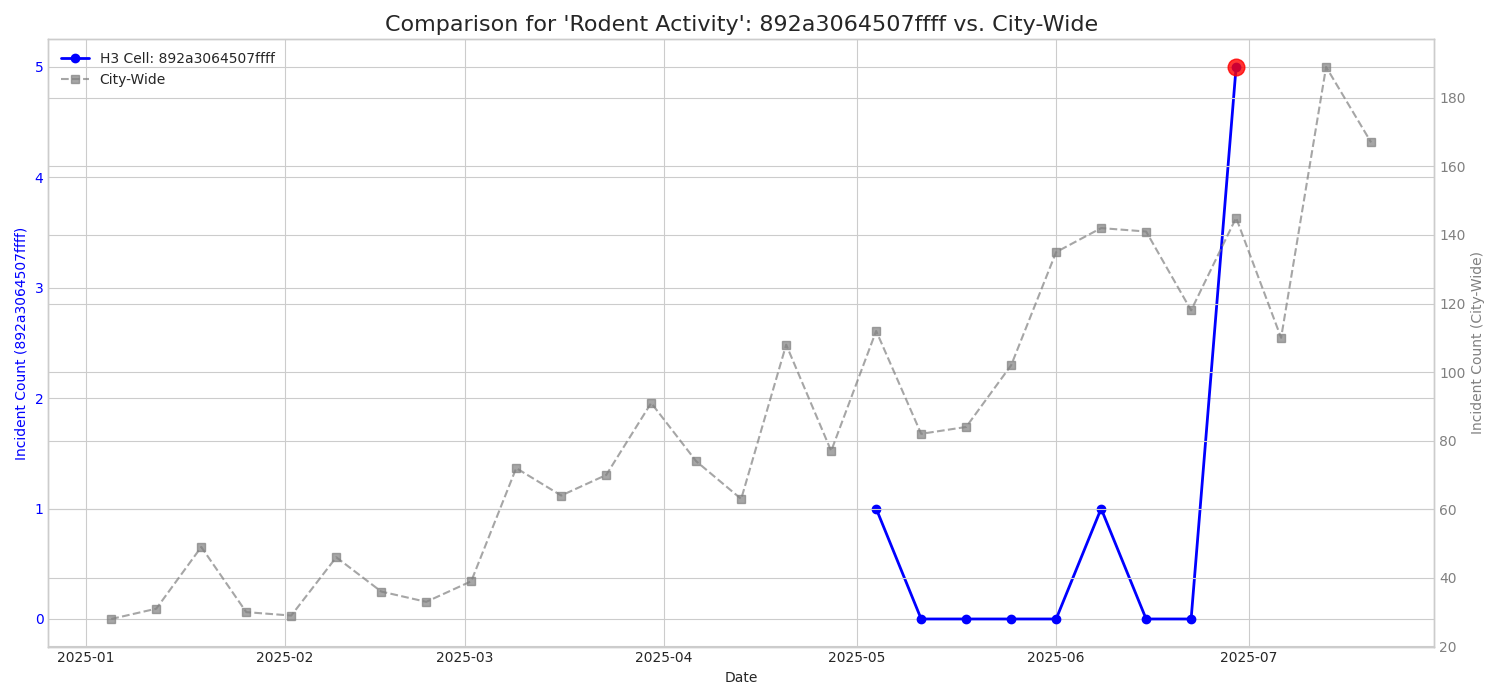 Comparison for 'Rodent Activity': 892a3064507ffff vs. City-Wide
H3 Cell: 892a3064507ffff
City-Wide
Incident Count (892a3064507ffff)
5
4
3
2
1
0
180
160
140
120
100
80
60
40
20
Incident Count (City-Wide)
2025-01 2025-02 2025-03 2025-04 2025-05 2025-06 2025-07
Date